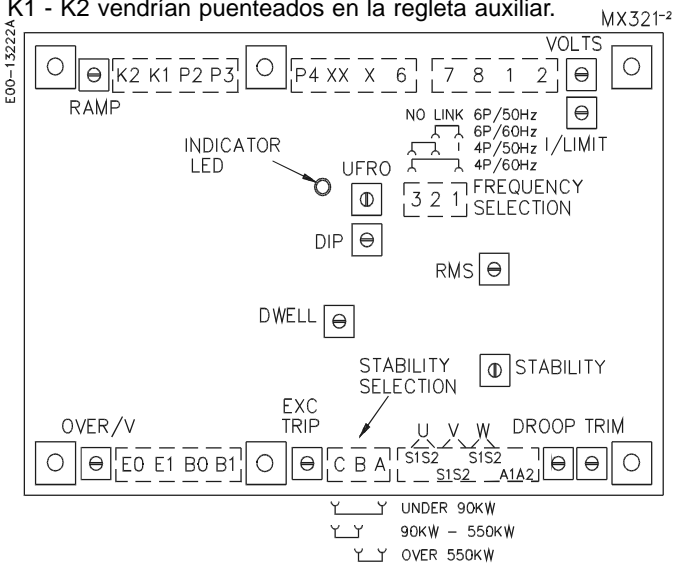 K1 - K2 vendrían puenteados en la regleta auxiliar.
MX321-2
E00-13222A
VOLTS
K2 K1 P2 P3
P4 XX X 6
7 8 1 2
RAMP
NO LINK 6P/50Hz
6P/60Hz
4P/50Hz
4P/60Hz
I/LIMIT
INDICATOR
LED
UFRO
3 2 1
FREQUENCY
SELECTION
DIP
RMS
DWELL
STABILITY
SELECTION
STABILITY
EXC
TRIP
OVER/V
U V W
DROOP TRIM
E0 E1 B0 B1
C B A
S1S2 S1S2
S1S2 A1A2
UNDER 90KW
90KW - 550KW
OVER 550KW